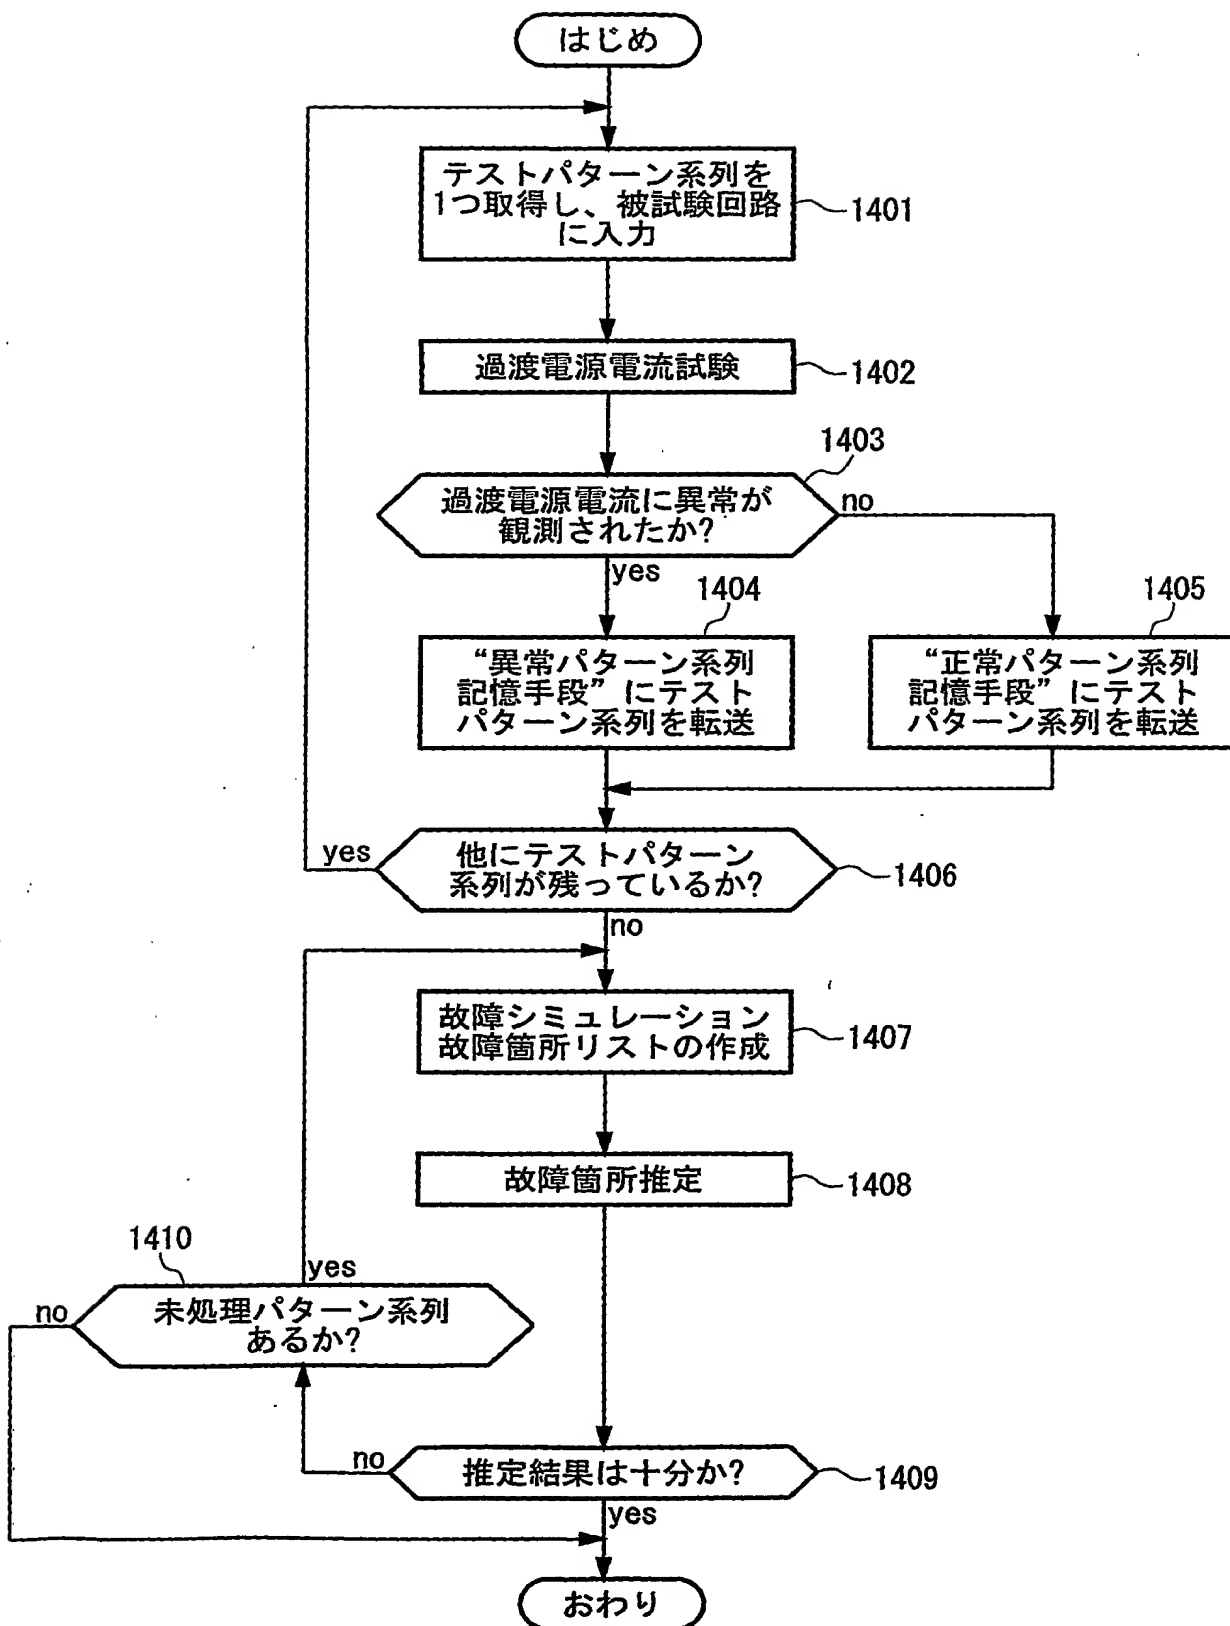 はじめ
テストパターン系列を
1つ取得し、被試験回路
に入力
1401
過渡電源電流試験
1402
1403
過渡電源電流に異常が
観測されたか?
no
yes
1404
1405
“異常パターン系列
記憶手段”にテスト
パターン系列を転送
“正常パターン系列
記憶手段”にテスト
パターン系列を転送
yes
他にテストパターン
系列が残っているか?
1406
no
故障シミュレーション
故障箇所リストの作成
1407
故障箇所推定
1408
1410
yes
no
未処理パターン系列
あるか?
no
推定結果は十分か?
1409
yes
おわり